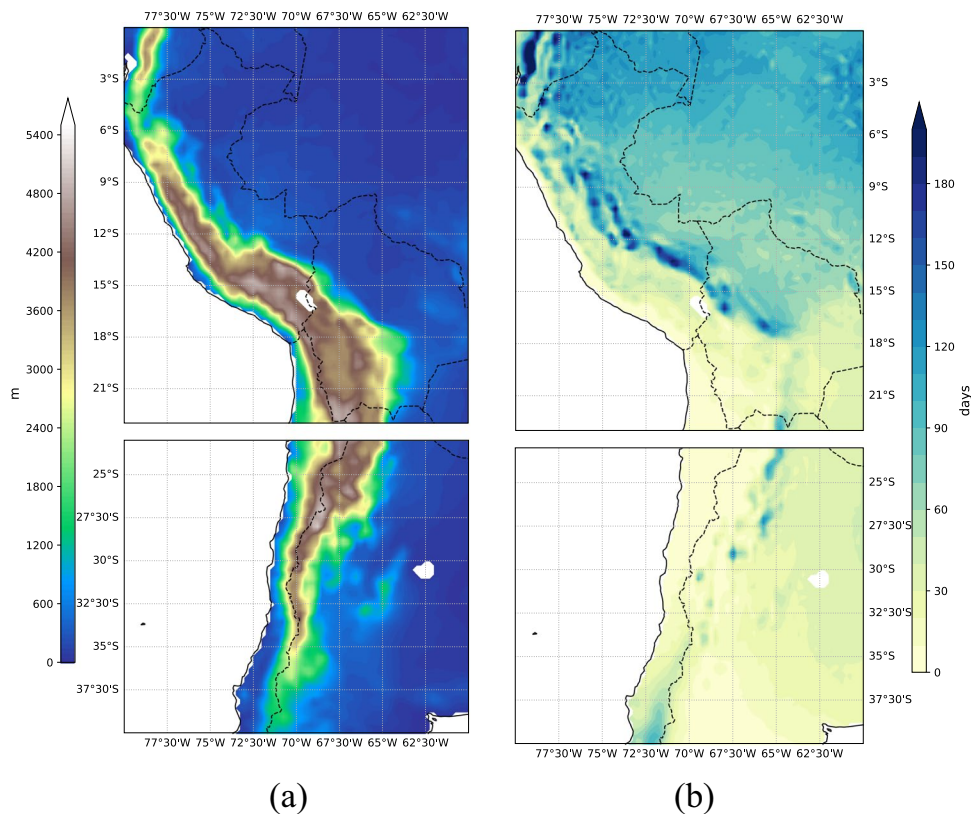 77°30'W 75°W 72°30'W 70°W 67°30'W 65°W 62°30'W
77°30'W 75°W 72°30'W 70°W 67°30'W 65°W 62°30'W
3°S
6°S
9°S
12°S
15°S
18°S
21°S
25°S
27°30'S
30°S
32°30'S
35°S
37°30'S
5400
4800
4200
3600
3000
2400
1800
1200
600
0
m
77°30'W 75°W 72°30'W 70°W 67°30'W 65°W 62°30'W
3°S
6°S
9°S
12°S
15°S
18°S
21°S
25°S
27°30'S
30°S
32°30'S
35°S
37°30'S
180
150
120
90
60
30
0
days
77°30'W 75°W 72°30'W 70°W 67°30'W 65°W 62°30'W
(a)
(b)